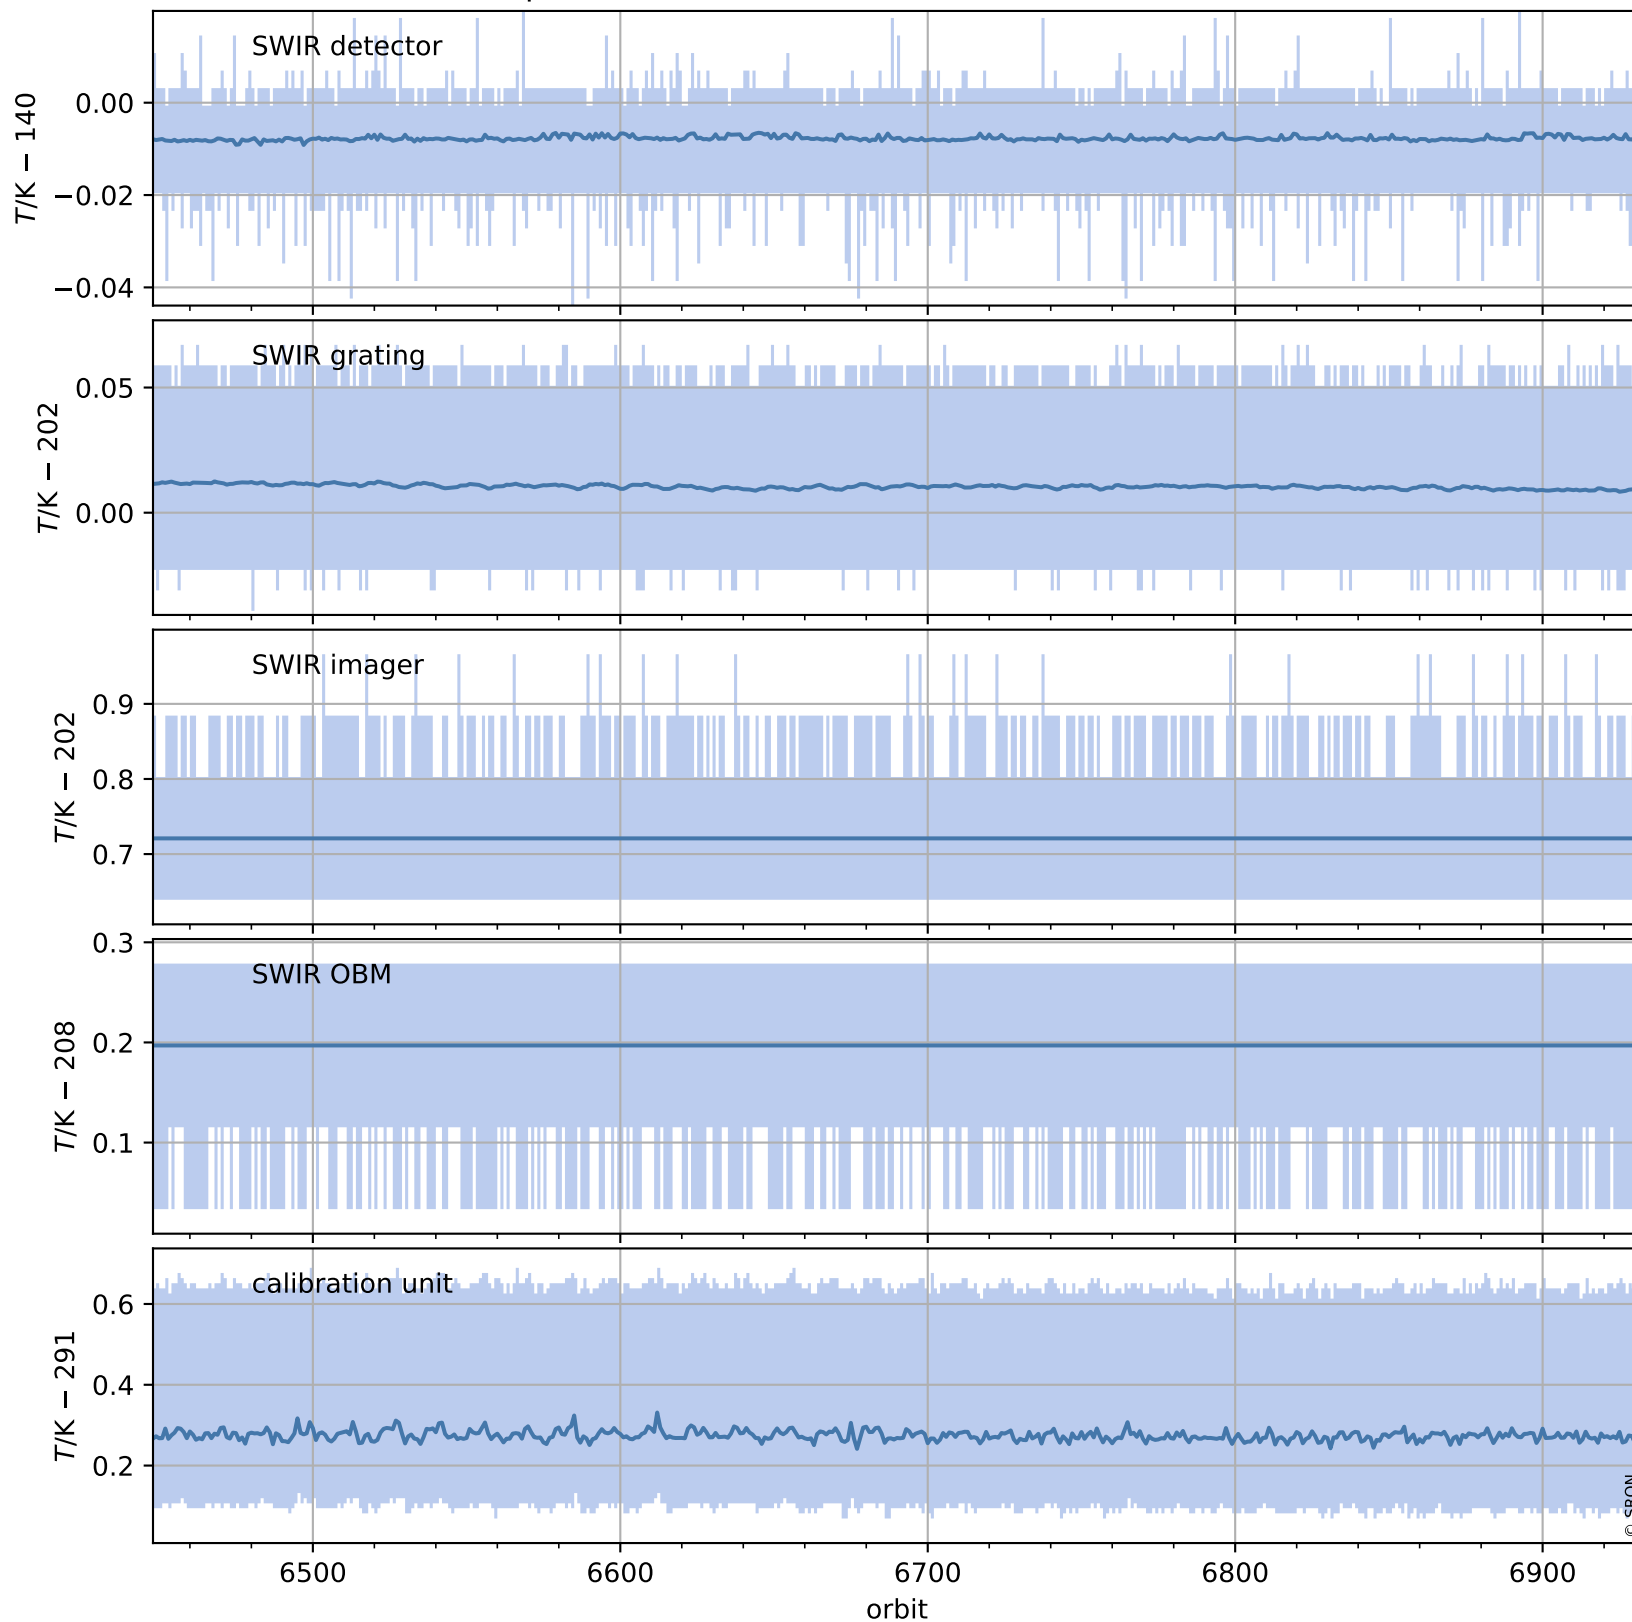 SWIR detector
0.00
−0.02
−0.04
T/K − 140
SWIR grating
0.05
0.00
T/K − 202
SWIR imager
0.9
0.8
0.7
T/K − 202
SWIR OBM
0.3
0.2
0.1
T/K − 208
calibration unit
0.6
0.4
0.2
T/K − 291
© SRON
6500 6600 6700 6800 6900
orbit